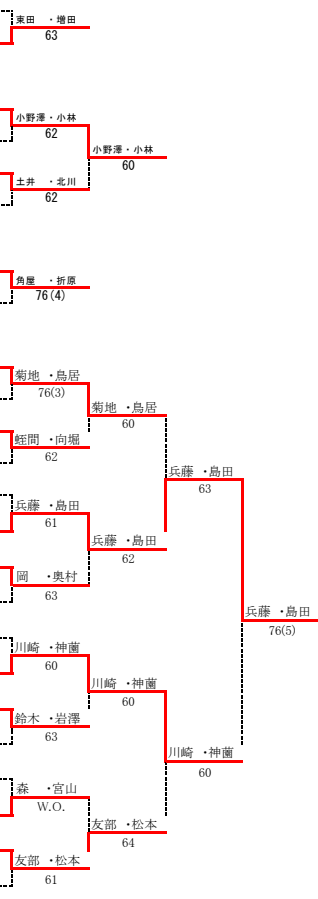 東田　・増田
63
小野澤・小林
62
小野澤・小林
60
土井　・北川
62
角屋　・折原
76(4)
菊地　・鳥居
76(3)
菊地　・鳥居
60
蛭間　・向堀
62
兵藤　・島田
63
兵藤　・島田
61
兵藤　・島田
62
岡　　・奥村
63
兵藤　・島田
76(5)
川崎　・神薗
60
川崎　・神薗
60
鈴木　・岩澤
63
川崎　・神薗
60
森　　・宮山
W.O.
友部　・松本
64
友部　・松本
61